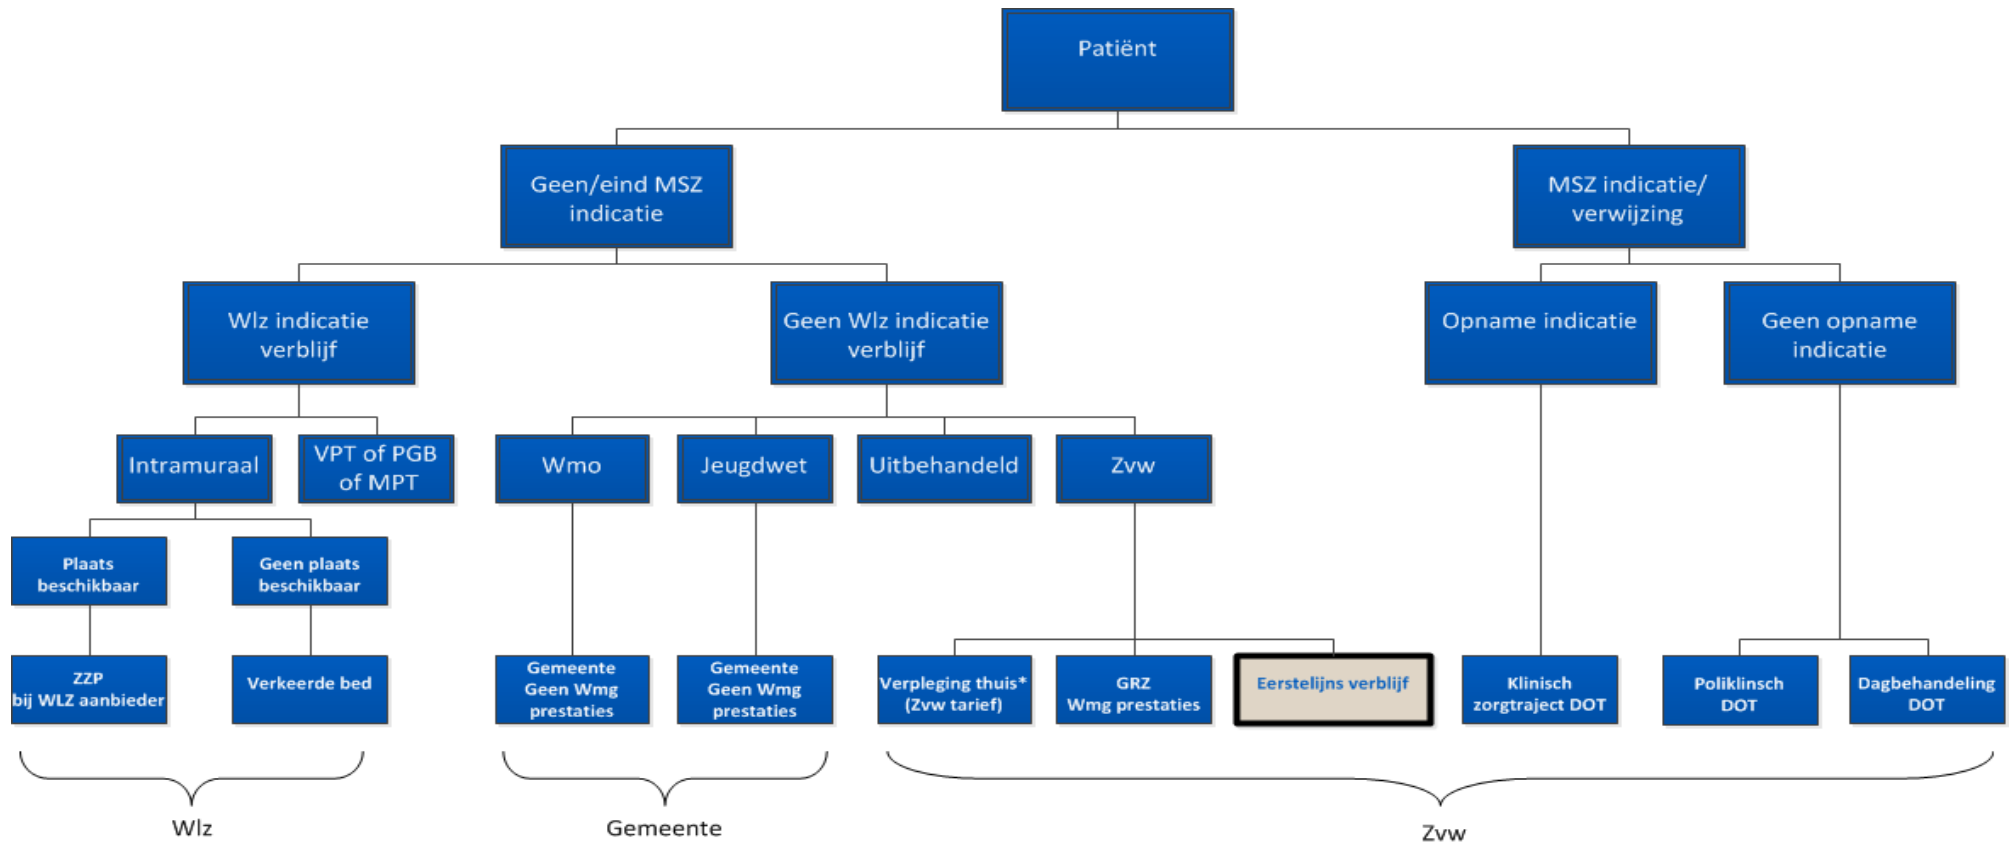 Patiënt
Geen/eind MSZ
indicatie
MSZ indicatie/
verwijzing
Wlz indicatie
verblijf
Geen Wlz indicatie
verblijf
Opname indicatie
Geen opname
indicatie
Intramuraal
VPT of PGB
of MPT
Wmo
Jeugdwet
Uitbehandeld
Zvw
Plaats
beschikbaar
Geen plaats
beschikbaar
ZZP
bij WLZ aanbieder
Verkeerde bed
Gemeente
Geen Wmg
prestaties
Gemeente
Geen Wmg
prestaties
Verpleging thuis*
(Zvw tarief)
GRZ
Wmg prestaties
Eerstelijns verblijf
Klinisch
zorgtraject DOT
Poliklinsch
DOT
Dagbehandeling
DOT
Wlz
Gemeente
Zvw